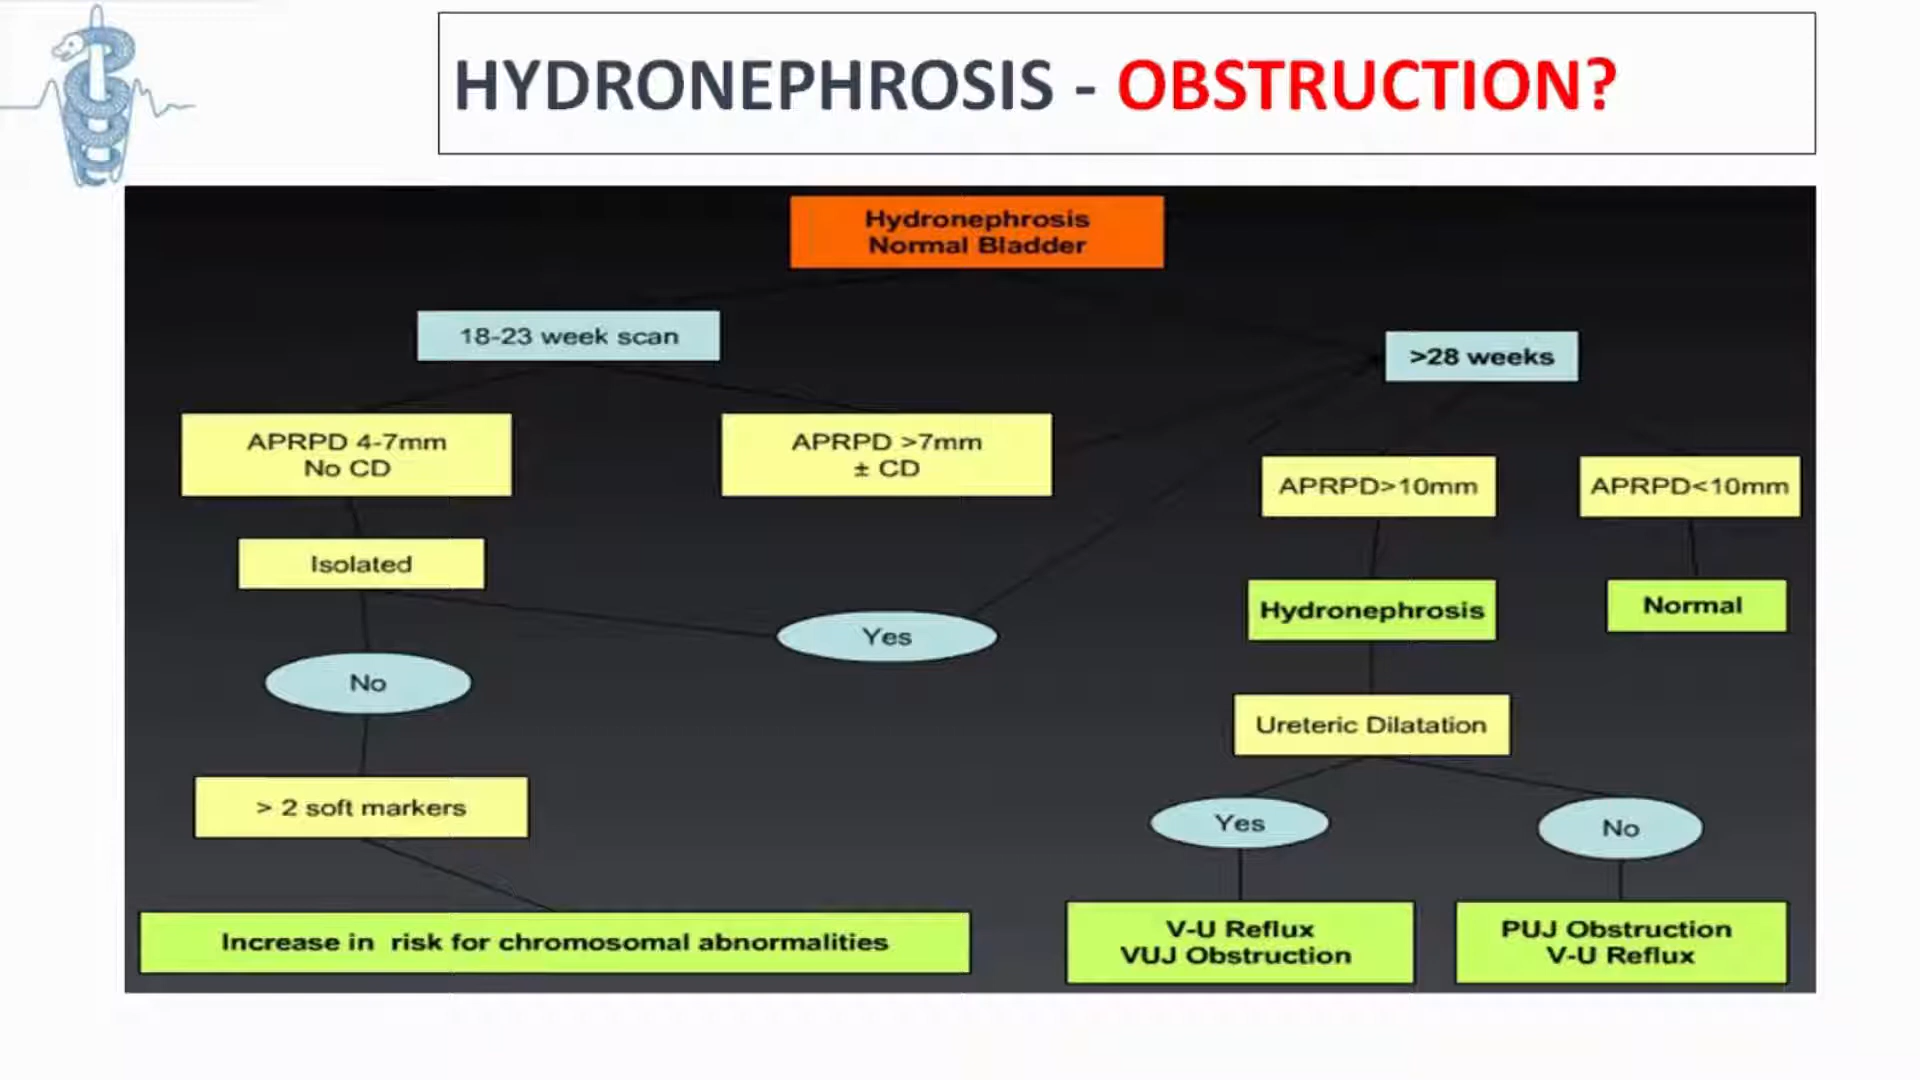 HYDRONEPHROSIS - OBSTRUCTION?
Hydronephrosis
Normal Bladder
18-23 week scan
>28 weeks
APRPD 4-7mm
No CD
APRPD >7mm
± CD
APRPD>10mm
APRPD<10mm
Isolated
Hydronephrosis
Normal
Yes
No
Ureteric Dilatation
> 2 soft markers
Yes
No
Increase in risk for chromosomal abnormalities
V-U Reflux
VUJ Obstruction
PUJ Obstruction
V-U Reflux